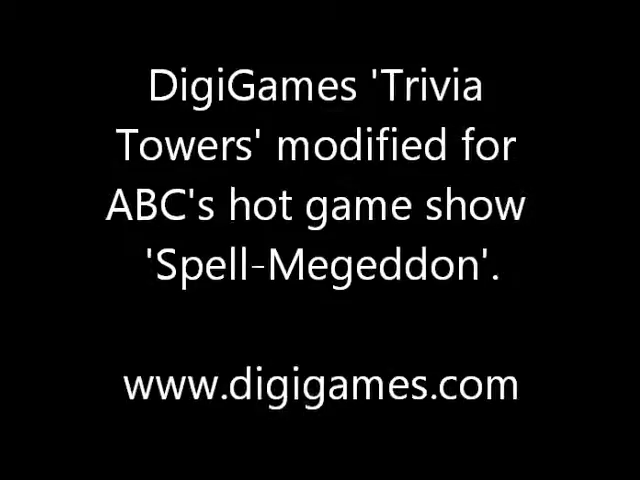 DigiGames 'Trivia
Towers' modified for
ABC's hot game show
'Spell-Megeddon'.
www.digigames.com